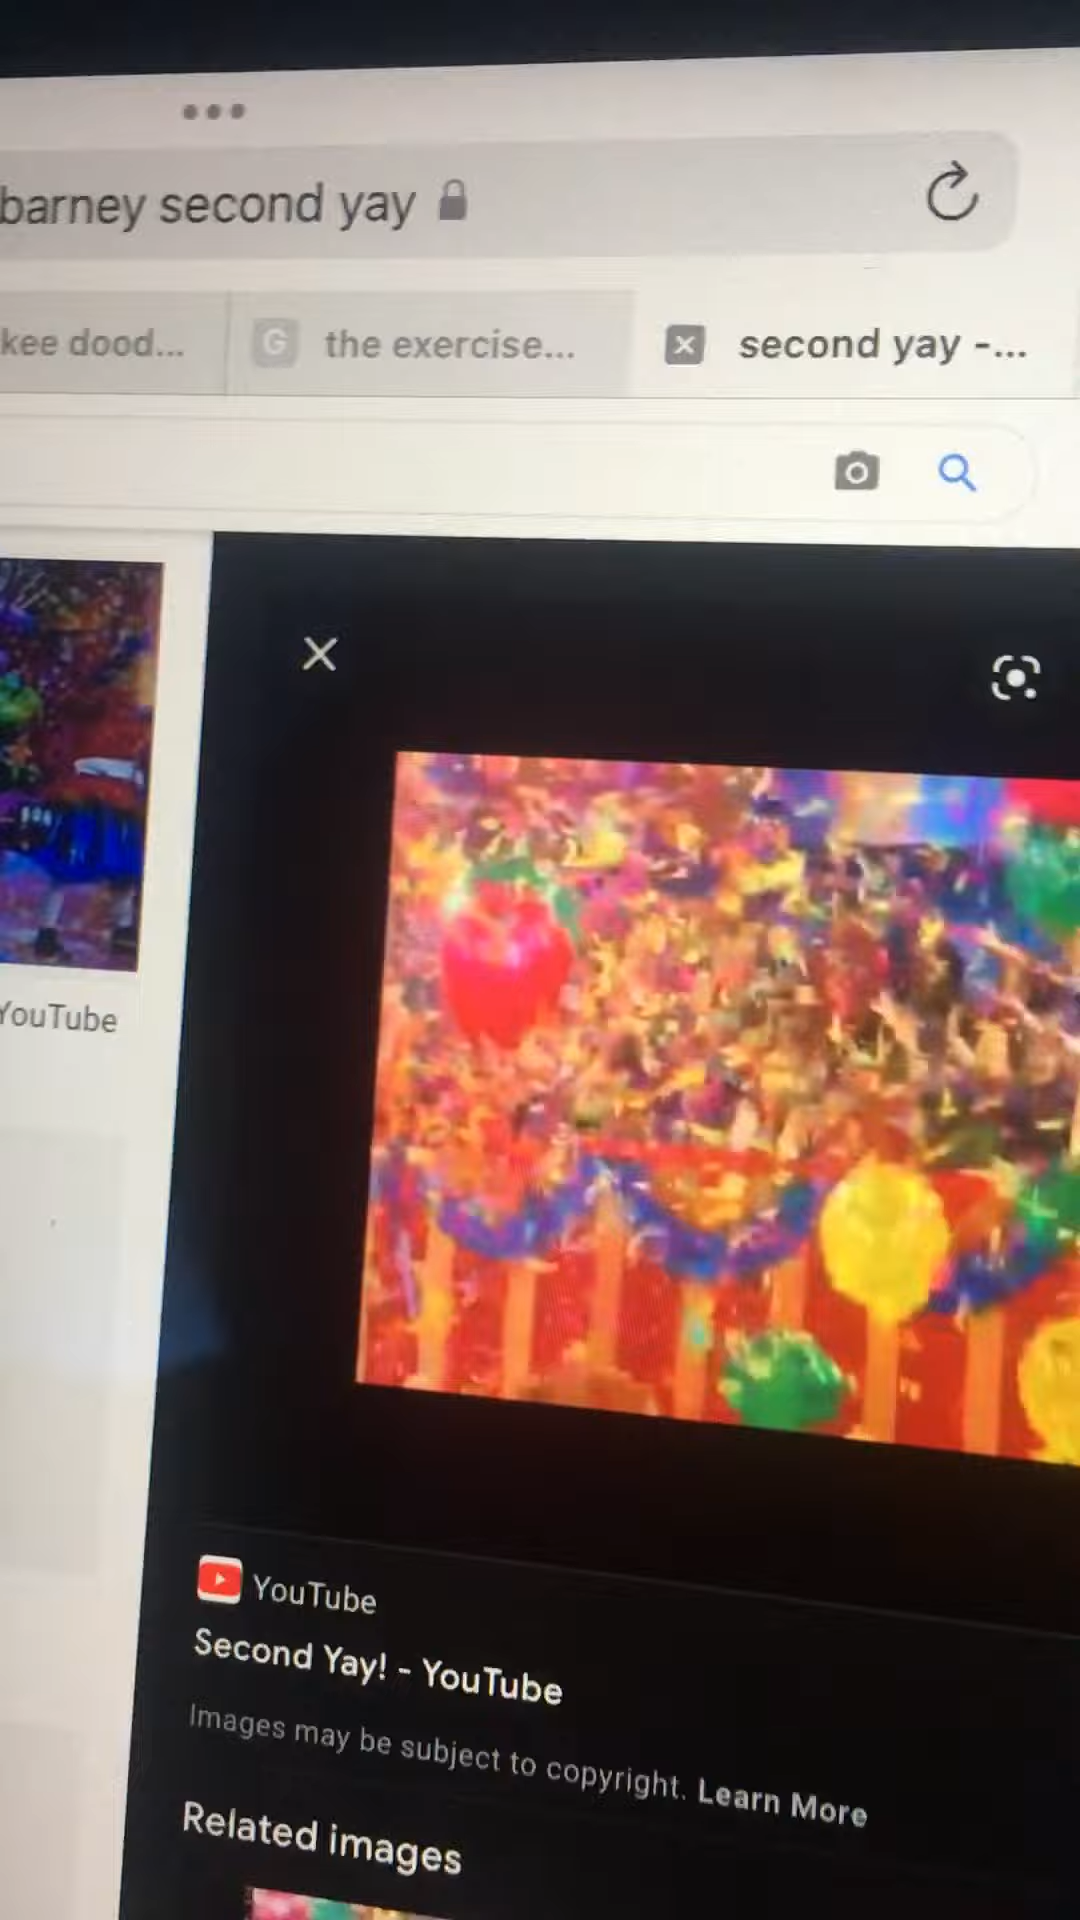 barney second yay
kee dood...
G the exercise...
second yay -...
YouTube
YouTube
Second Yay! - YouTube
Images may be subject to copyright. Learn More
Related images